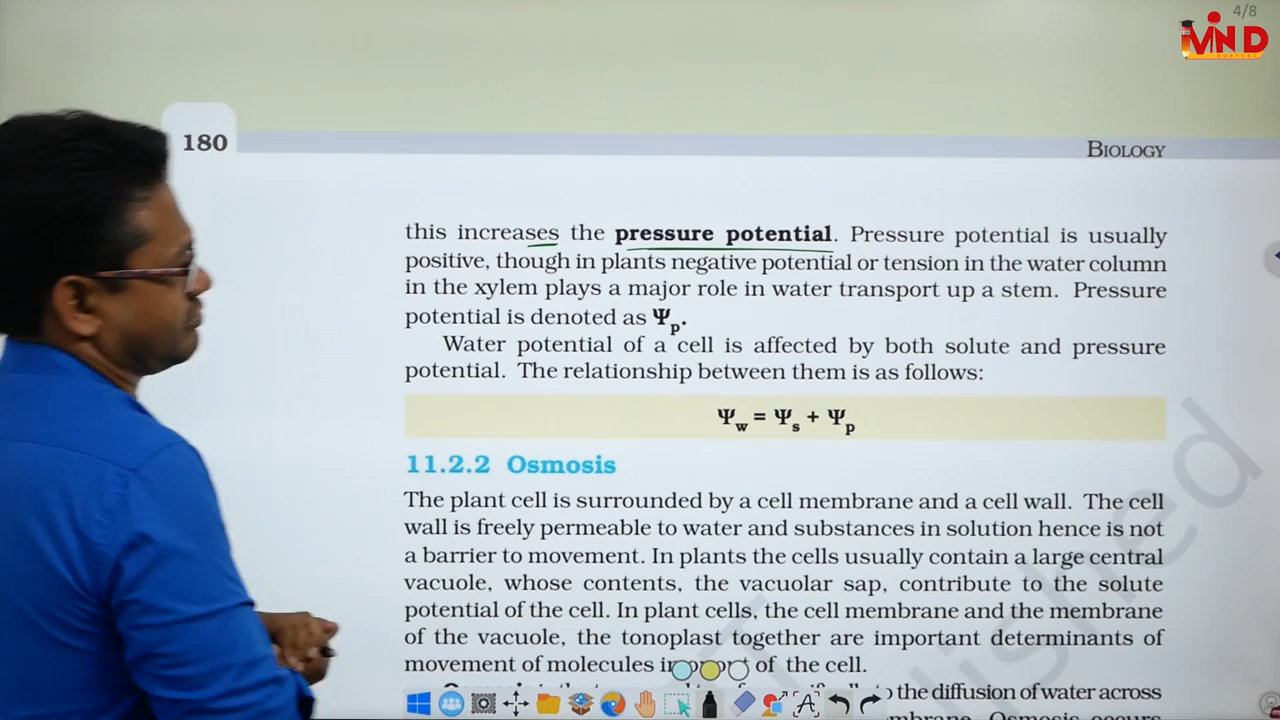 4/8
MIND
180
BIOLOGY
this increases the pressure potential. Pressure potential is usually
positive, though in plants negative potential or tension in the water column
in the xylem plays a major role in water transport up a stem. Pressure
potential is denoted as Ψp.
Water potential of a cell is affected by both solute and pressure
potential. The relationship between them is as follows:
Ψw = Ψs + Ψp
11.2.2 Osmosis
The plant cell is surrounded by a cell membrane and a cell wall. The cell
wall is freely permeable to water and substances in solution hence is not
a barrier to movement. In plants the cells usually contain a large central
vacuole, whose contents, the vacuolar sap, contribute to the solute
potential of the cell. In plant cells, the cell membrane and the membrane
of the vacuole, the tonoplast together are important determinants of
movement of molecules in of the cell.
the diffusion of water across
Osmosis occurs